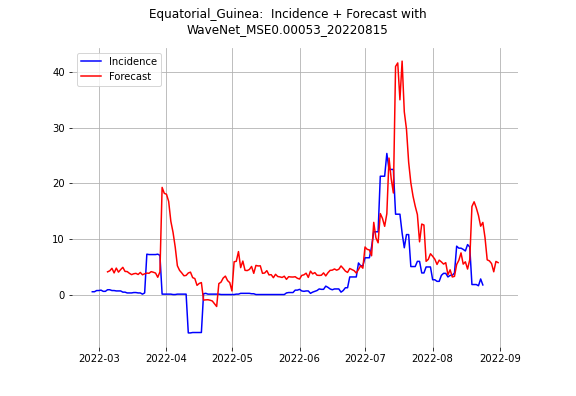 Equatorial_Guinea:  Incidence + Forecast with
WaveNet_MSE0.00053_20220815
Incidence
Forecast
40
30
20
10
0
2022-03 2022-04 2022-05 2022-06 2022-07 2022-08 2022-09